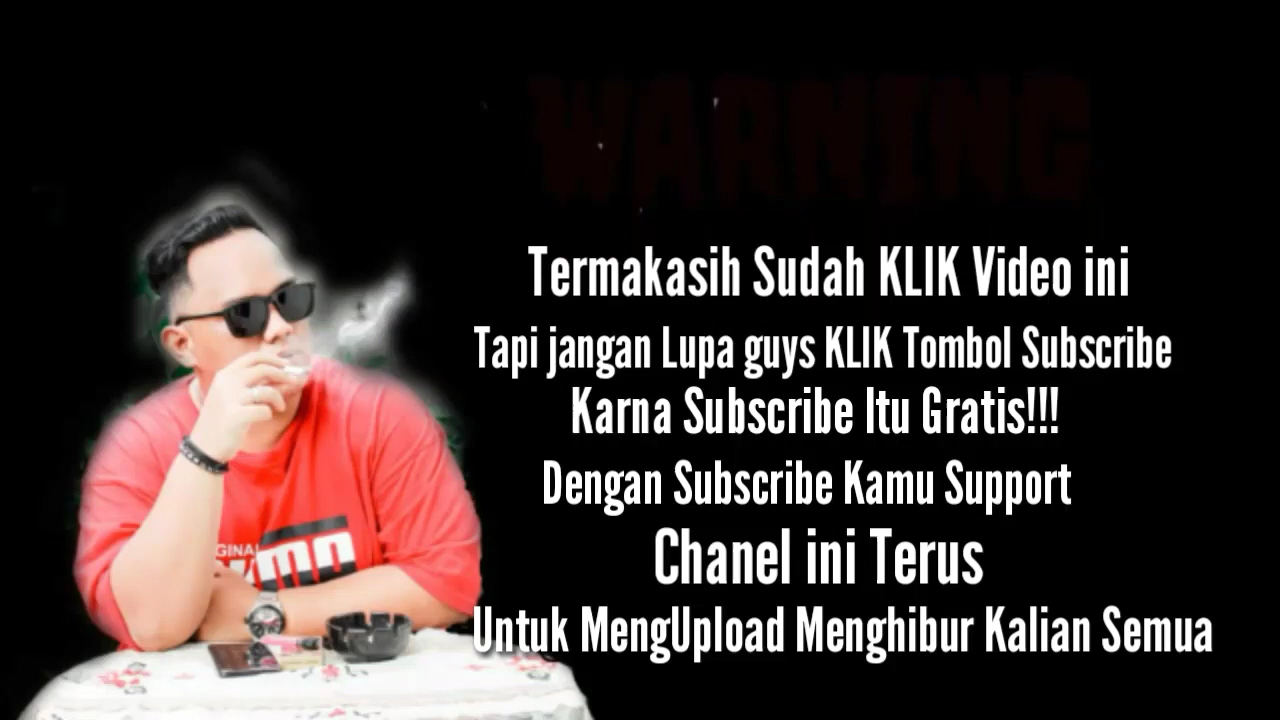 WARNING
Termakasih Sudah KLIK Video ini
Tapi jangan Lupa guys KLIK Tombol Subscribe
Karna Subscribe Itu Gratis!!!
Dengan Subscribe Kamu Support
Chanel ini Terus
Untuk MengUpload Menghibur Kalian Semua